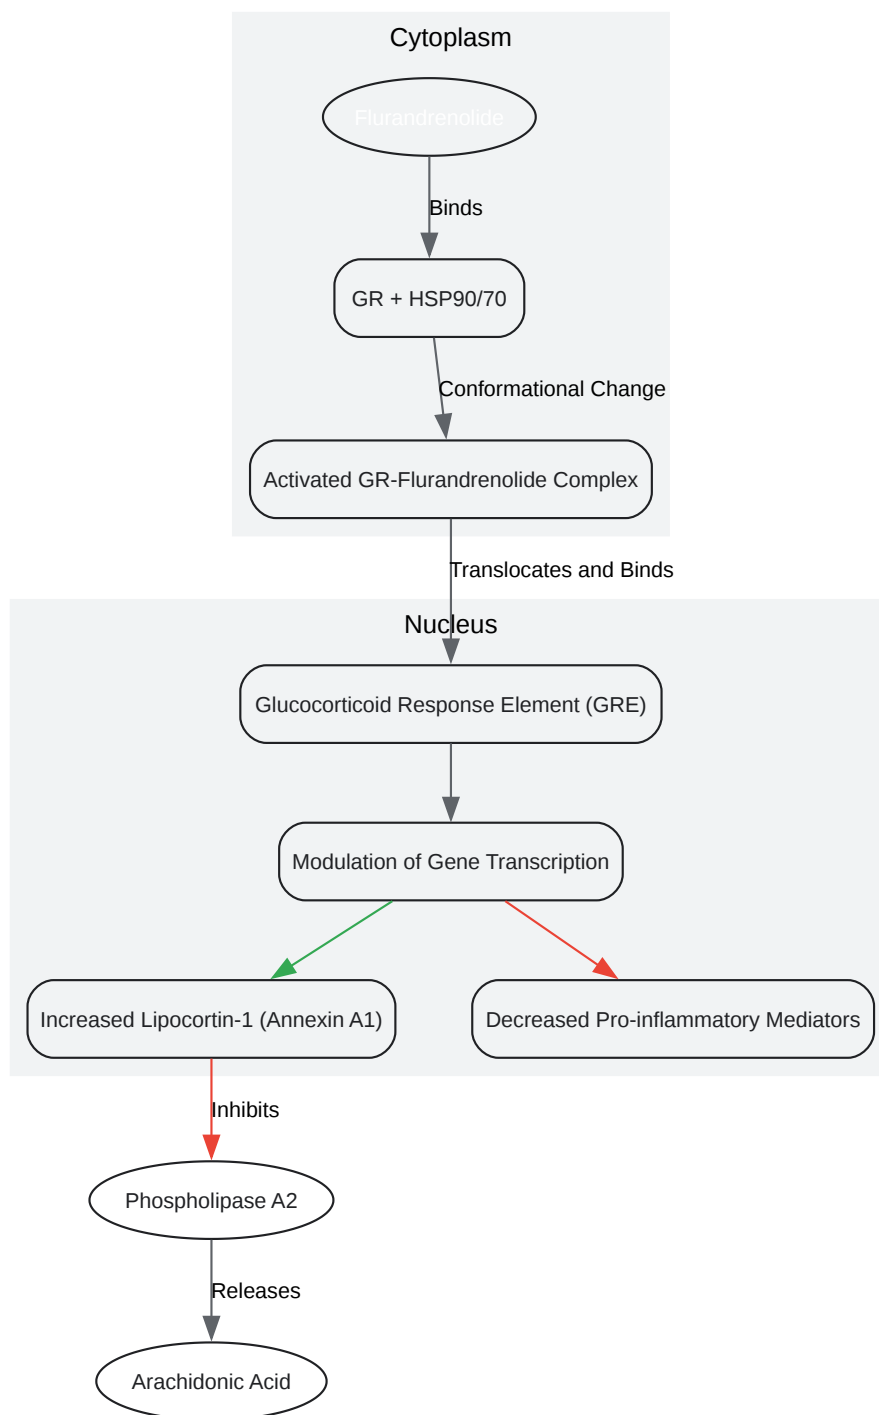 Cytoplasm
Flurandrenolide
Binds
GR + HSP90/70
Conformational Change
Activated GR-Flurandrenolide Complex
Translocates and Binds
Nucleus
Glucocorticoid Response Element (GRE)
Modulation of Gene Transcription
Increased Lipocortin-1 (Annexin A1)
Decreased Pro-inflammatory Mediators
Inhibits
Phospholipase A2
Releases
Arachidonic Acid